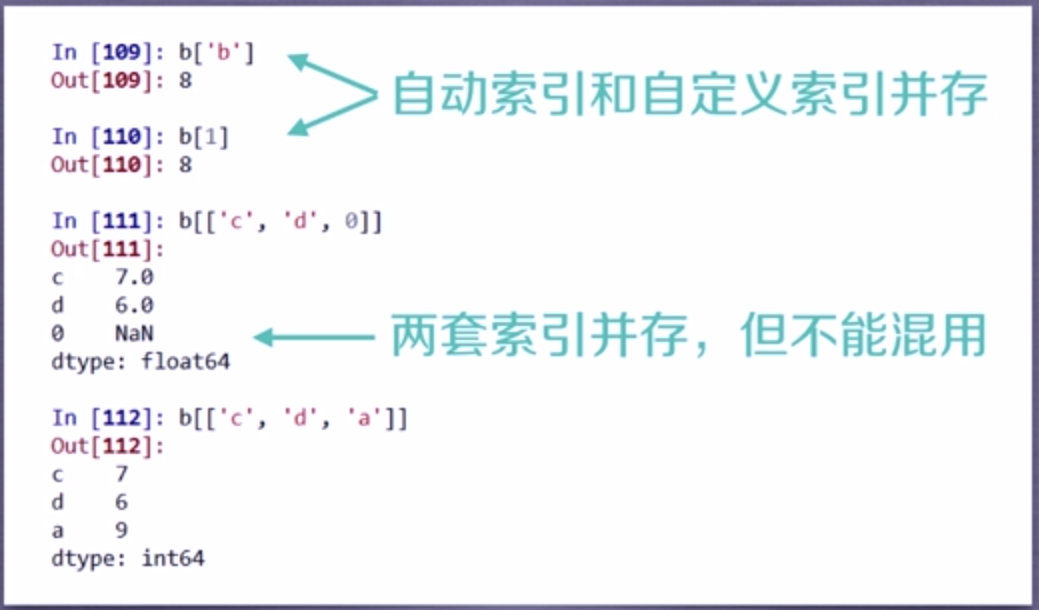 In [109]: b['b']
Out[109]: 8
自动索引和自定义索引并存
In [110]: b[1]
Out[110]: 8
In [111]: b[['c', 'd', 0]]
Out[111]:
c    7.0
d    6.0
0    NaN
两套索引并存，但不能混用
dtype: float64
In [112]: b[['c', 'd', 'a']]
Out[112]:
c    7
d    6
a    9
dtype: int64